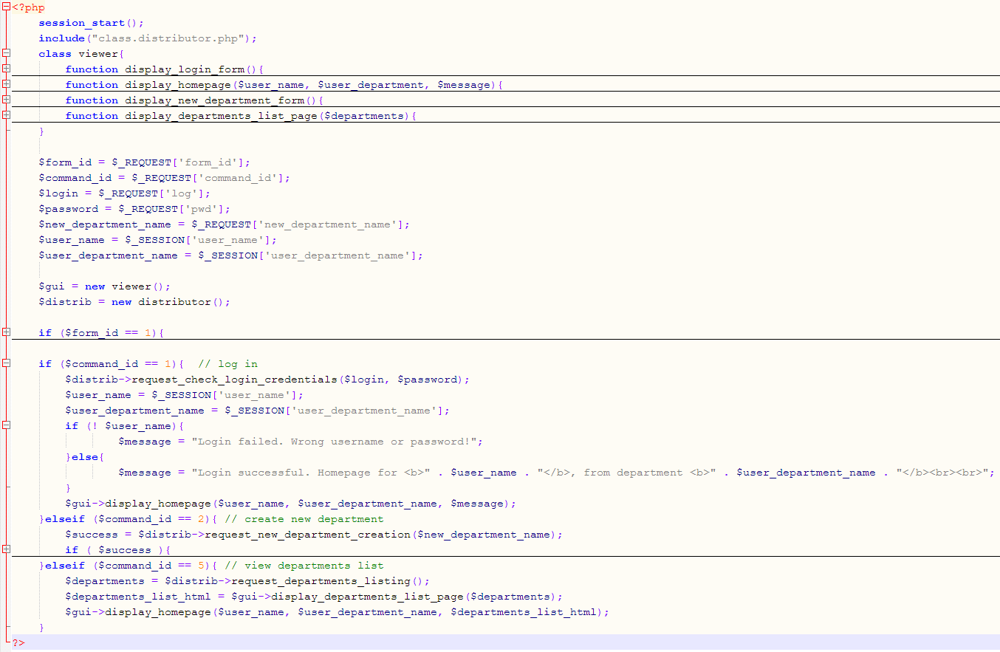 <?php
session_start();
include("class.distributor.php");
class viewer{
function display_login_form(){
function display_homepage($user_name, $user_department, $message){
function display_new_department_form(){
function display_departments_list_page($departments){
}
$form_id = $_REQUEST['form_id'];
$command_id = $_REQUEST['command_id'];
$login = $_REQUEST['log'];
$password = $_REQUEST['pwd'];
$new_department_name = $_REQUEST['new_department_name'];
$user_name = $_SESSION['user_name'];
$user_department_name = $_SESSION['user_department_name'];
$gui = new viewer();
$distrib = new distributor();
if ($form_id == 1){
if ($command_id == 1){  // log in
$distrib->request_check_login_credentials($login, $password);
$user_name = $_SESSION['user_name'];
$user_department_name = $_SESSION['user_department_name'];
if (! $user_name){
$message = "Login failed. Wrong username or password!";
}else{
$message = "Login successful. Homepage for <b>" . $user_name . "</b>, from department <b>" . $user_department_name . "</b><br><br>";
}
$gui->display_homepage($user_name, $user_department_name, $message);
}elseif ($command_id == 2){ // create new department
$success = $distrib->request_new_department_creation($new_department_name);
if ( $success ){
}elseif ($command_id == 5){ // view departments list
$departments = $distrib->request_departments_listing();
$departments_list_html = $gui->display_departments_list_page($departments);
$gui->display_homepage($user_name, $user_department_name, $departments_list_html);
}
?>